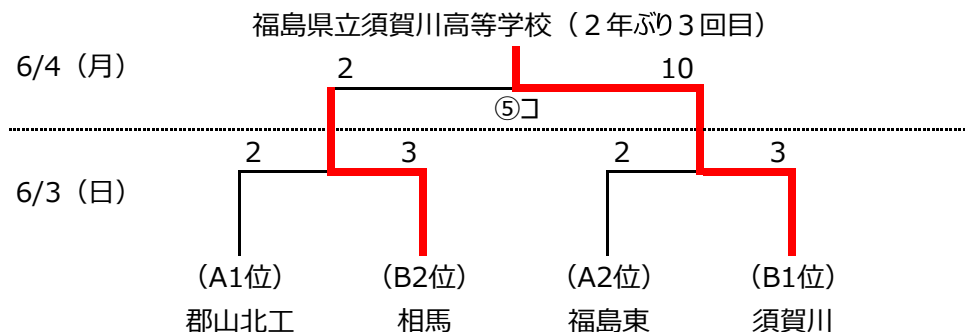 福島県立須賀川高等学校（２年ぶり３回目）
6/4（月）
2
10
⑤コ
2
3
2
3
6/3（日）
（A1位）
（B2位）
（A2位）
（B1位）
郡山北工
相馬
福島東
須賀川